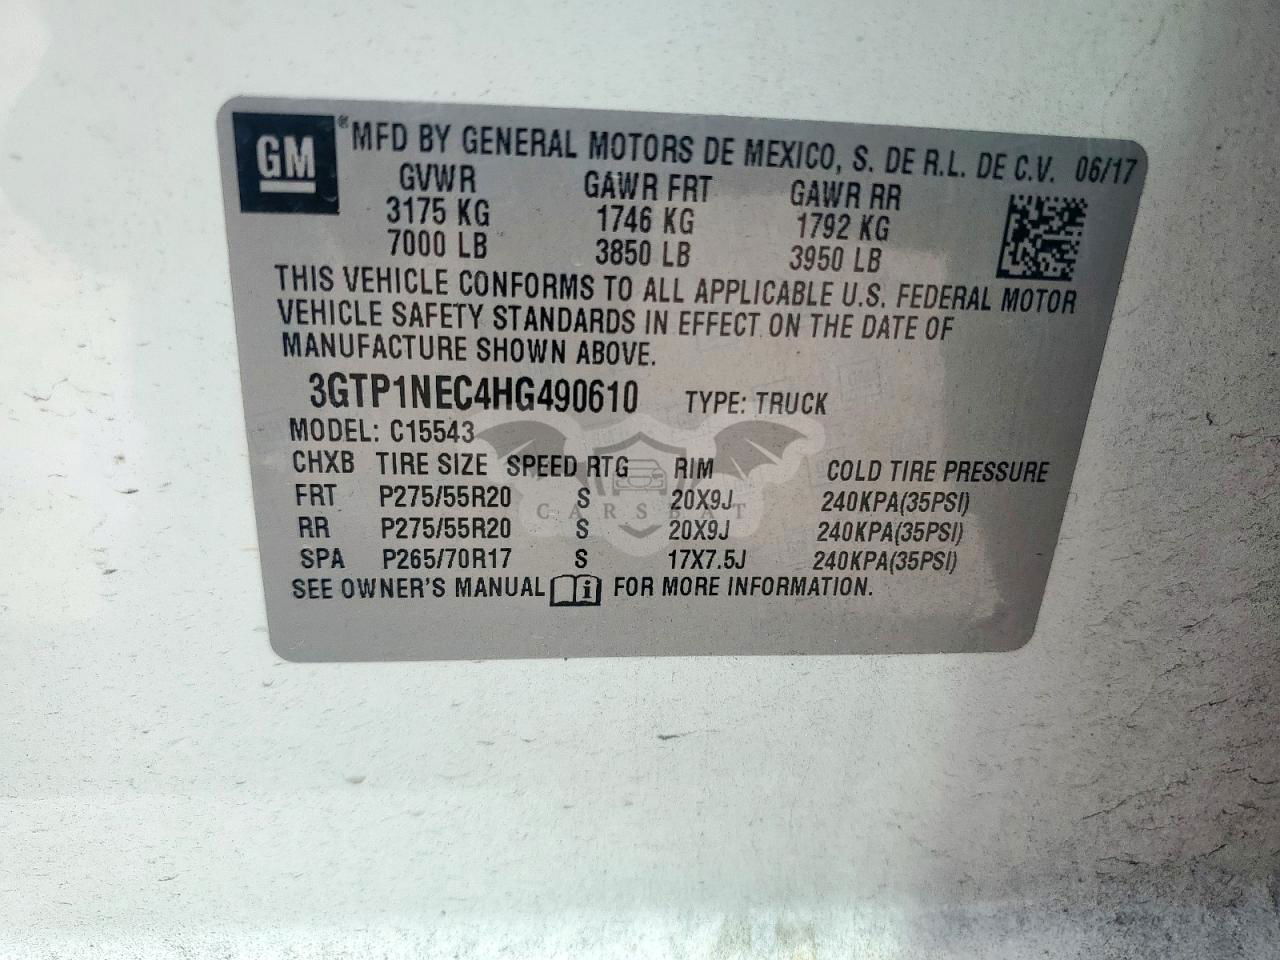 GM ® MFD BY GENERAL MOTORS DE MEXICO, S. DE R.L. DE C.V. 06/17
GVWR GAWR FRT GAWR RR
3175 KG 1746 KG 1792 KG
7000 LB 3850 LB 3950 LB
THIS VEHICLE CONFORMS TO ALL APPLICABLE U.S. FEDERAL MOTOR
VEHICLE SAFETY STANDARDS IN EFFECT ON THE DATE OF
MANUFACTURE SHOWN ABOVE.
3GTP1NEC4HG490610 TYPE: TRUCK
MODEL: C15543
CHXB TIRE SIZE SPEED RTG RIM COLD TIRE PRESSURE
FRT P275/55R20 S 20X9J 240KPA(35PSI)
CARSBAT
RR P275/55R20 S 20X9J 240KPA(35PSI)
SPA P265/70R17 S 17X7.5J 240KPA(35PSI)
SEE OWNER'S MANUAL FOR MORE INFORMATION.